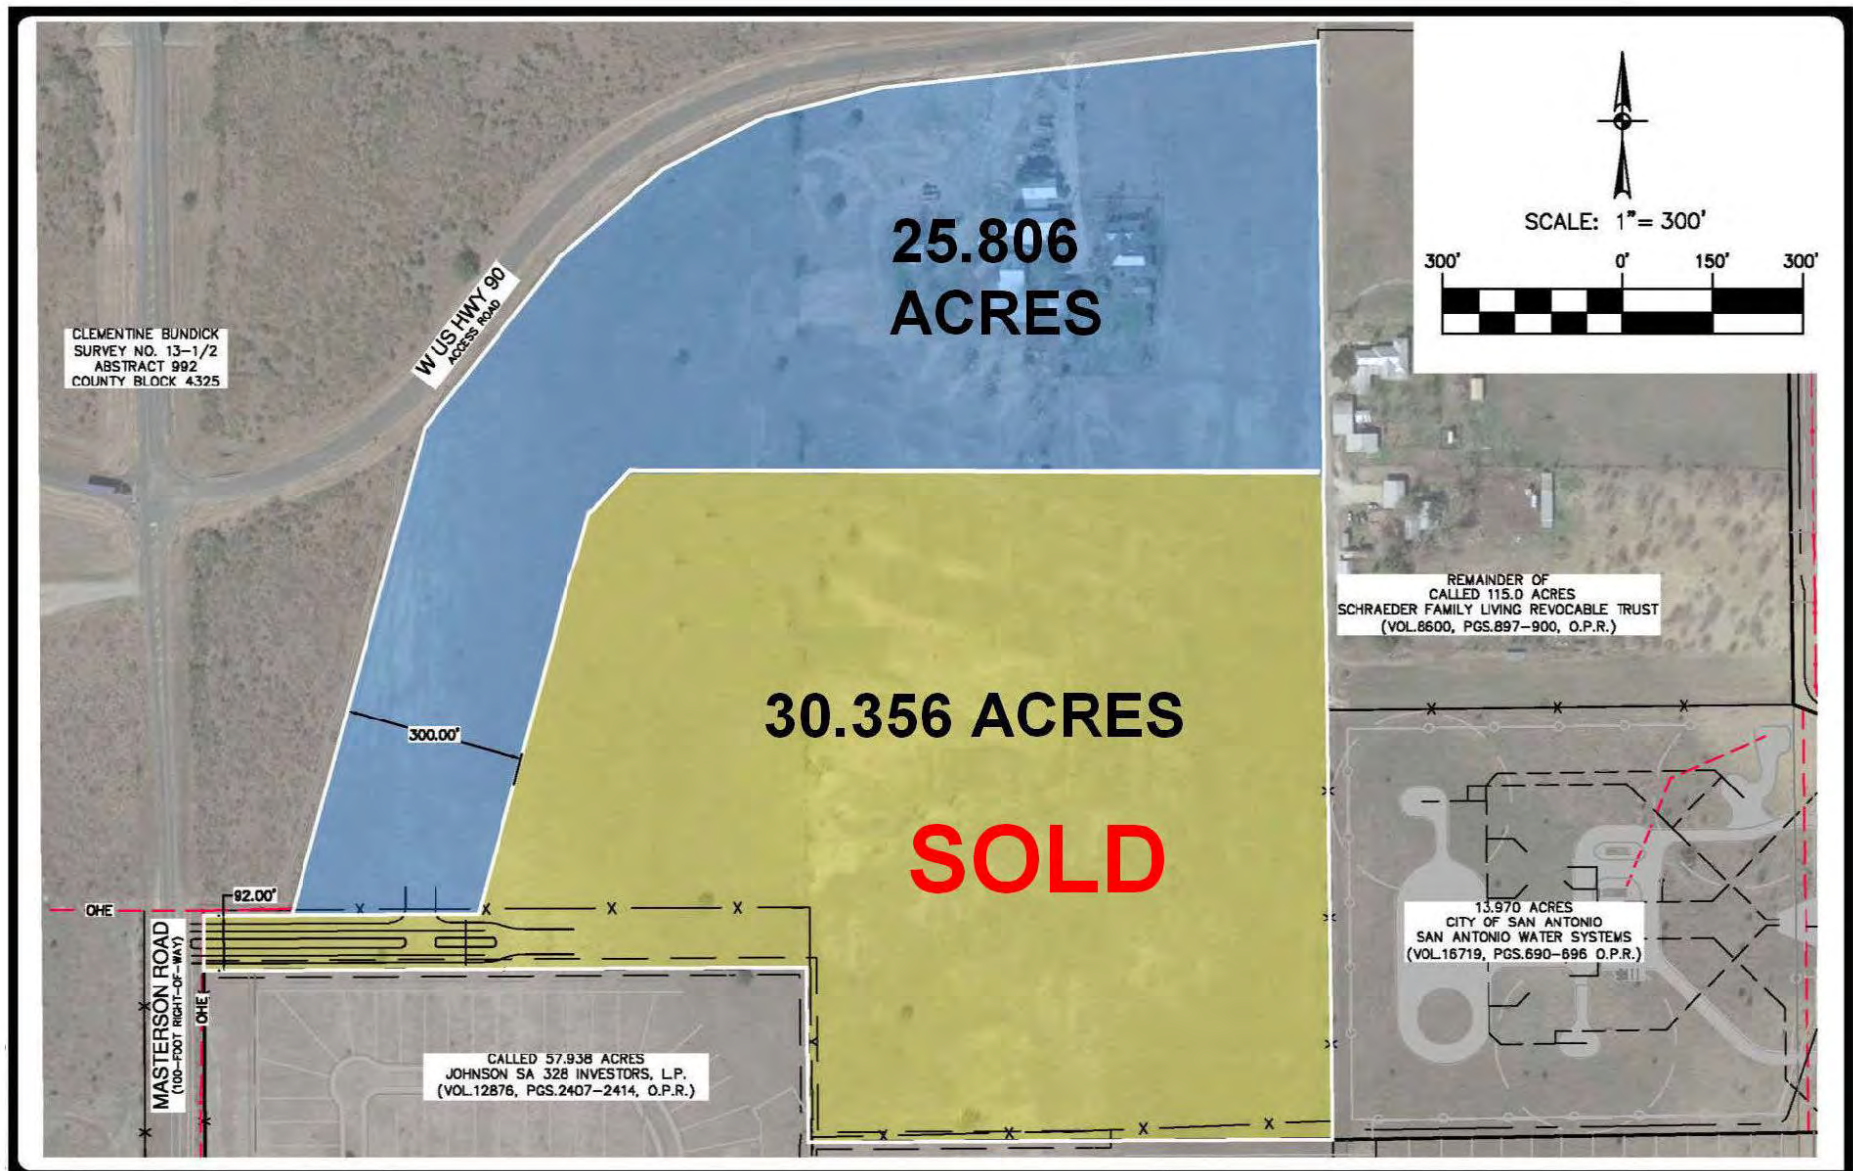 SCALE: 1"= 300'
300'
0'
150'
300'
25.806
ACRES
W US HWY 90
ACCESS ROAD
CLEMENTINE BUNDICK
SURVEY NO. 13-1/2
ABSTRACT 992
COUNTY BLOCK 4325
REMAINDER OF
CALLED 115.0 ACRES
SCHRAEDER FAMILY LIVING REVOCABLE TRUST
(VOL.8600, PGS.897-900, O.P.R.)
30.356 ACRES
300.00'
SOLD
92.00'
OHE
13.970 ACRES
CITY OF SAN ANTONIO
SAN ANTONIO WATER SYSTEMS
(VOL.16719, PGS.690-696 O.P.R.)
MASTERSON ROAD
(100-FOOT RIGHT-OF-WAY)
OHE
CALLED 57.938 ACRES
JOHNSON SA 328 INVESTORS, L.P.
(VOL.12876, PGS.2407-2414, O.P.R.)